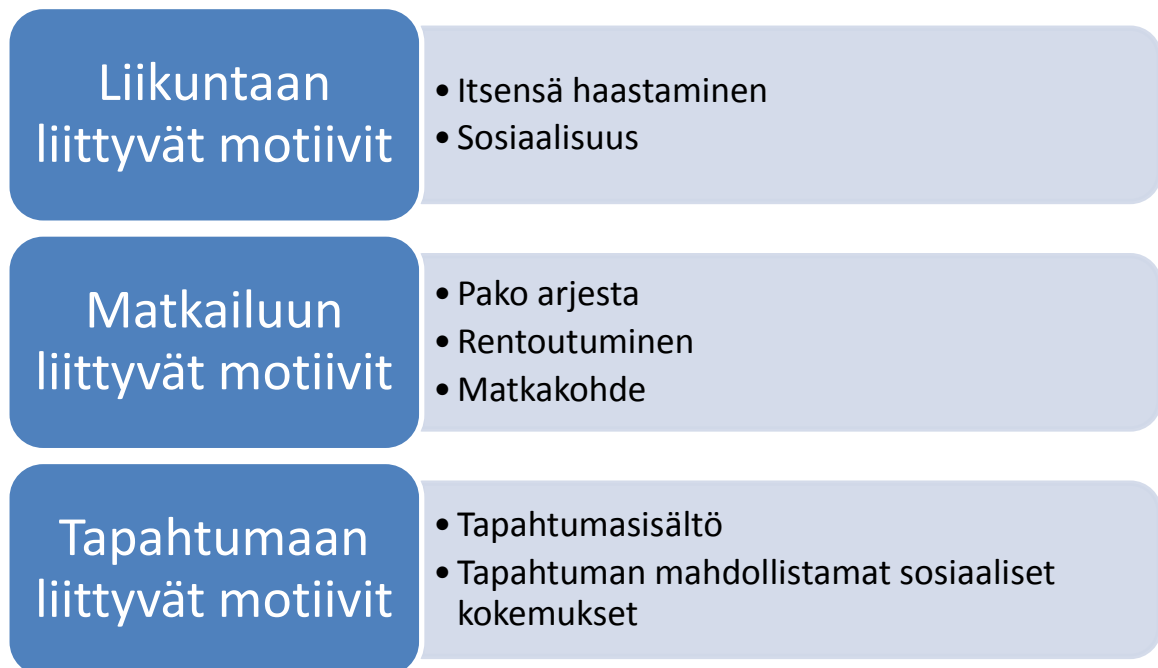 Liikuntaan
liittyvät motiivit
• Itsensä haastaminen
• Sosiaalisuus
Matkailuun
liittyvät motiivit
• Pako arjesta
• Rentoutuminen
• Matkakohde
Tapahtumaan
liittyvät motiivit
• Tapahtumasisältö
• Tapahtuman mahdollistamat sosiaaliset
kokemukset